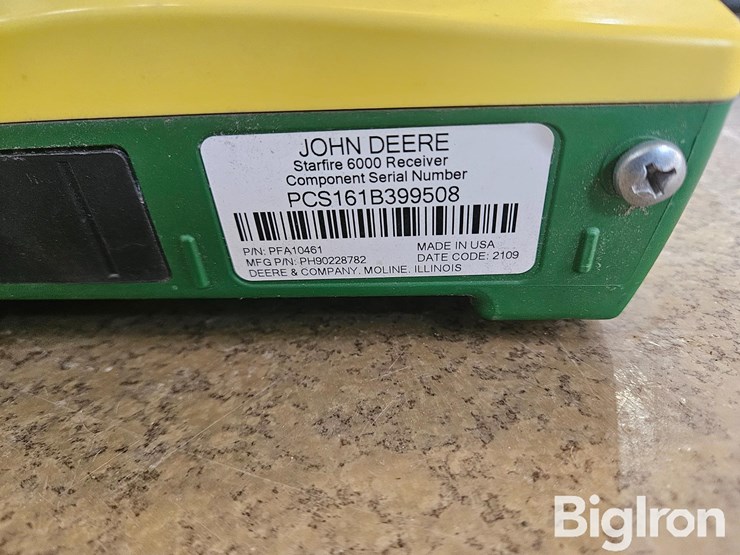 JOHN DEERE
Starfire 6000 Receiver
Component Serial Number
PCS161B399508
P/N: PFA10461
MADE IN USA
MFG P/N: PH90228782
DATE CODE: 2109
DEERE & COMPANY, MOLINE, ILLINOIS
BigIron